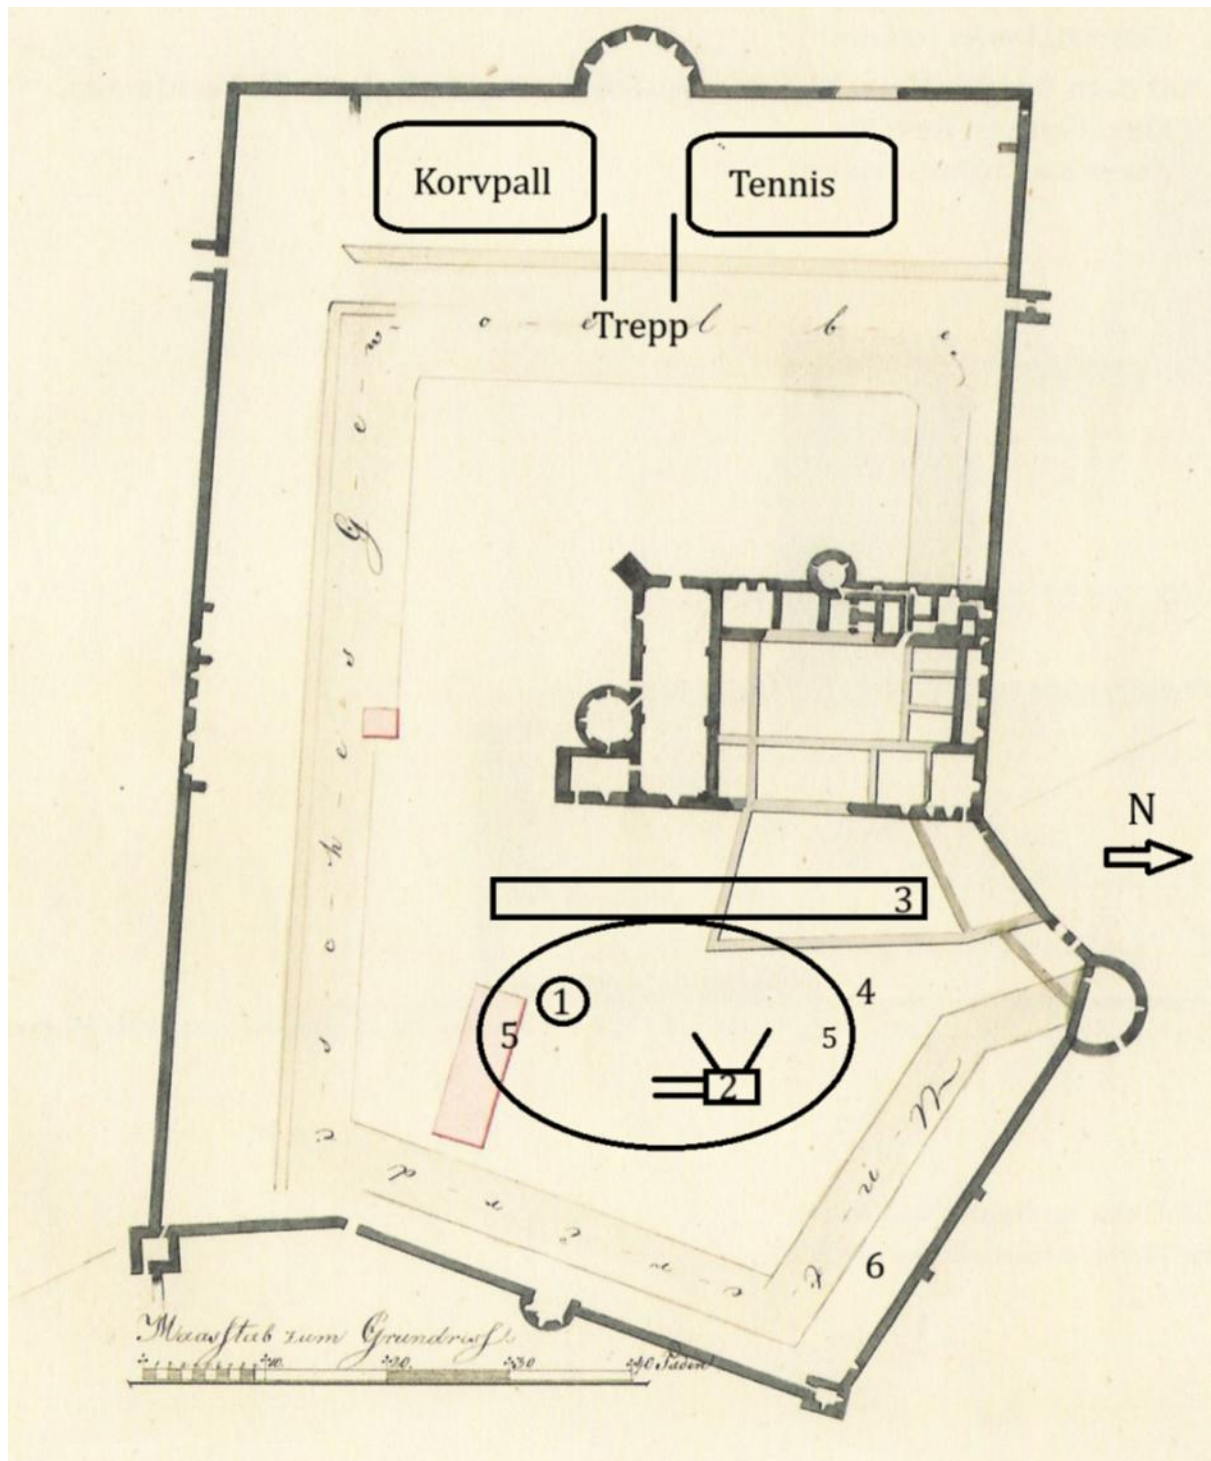 Korvpall
Tennis
Trepp
U - n - t - e - r - i - r - d - i - s - c - h - e - s - G - e - w - o - e - l - b - e.
N
3
1
4
5
5
2
6
Maasstab zum Grundriss.
10. 20. 30 40 Faden